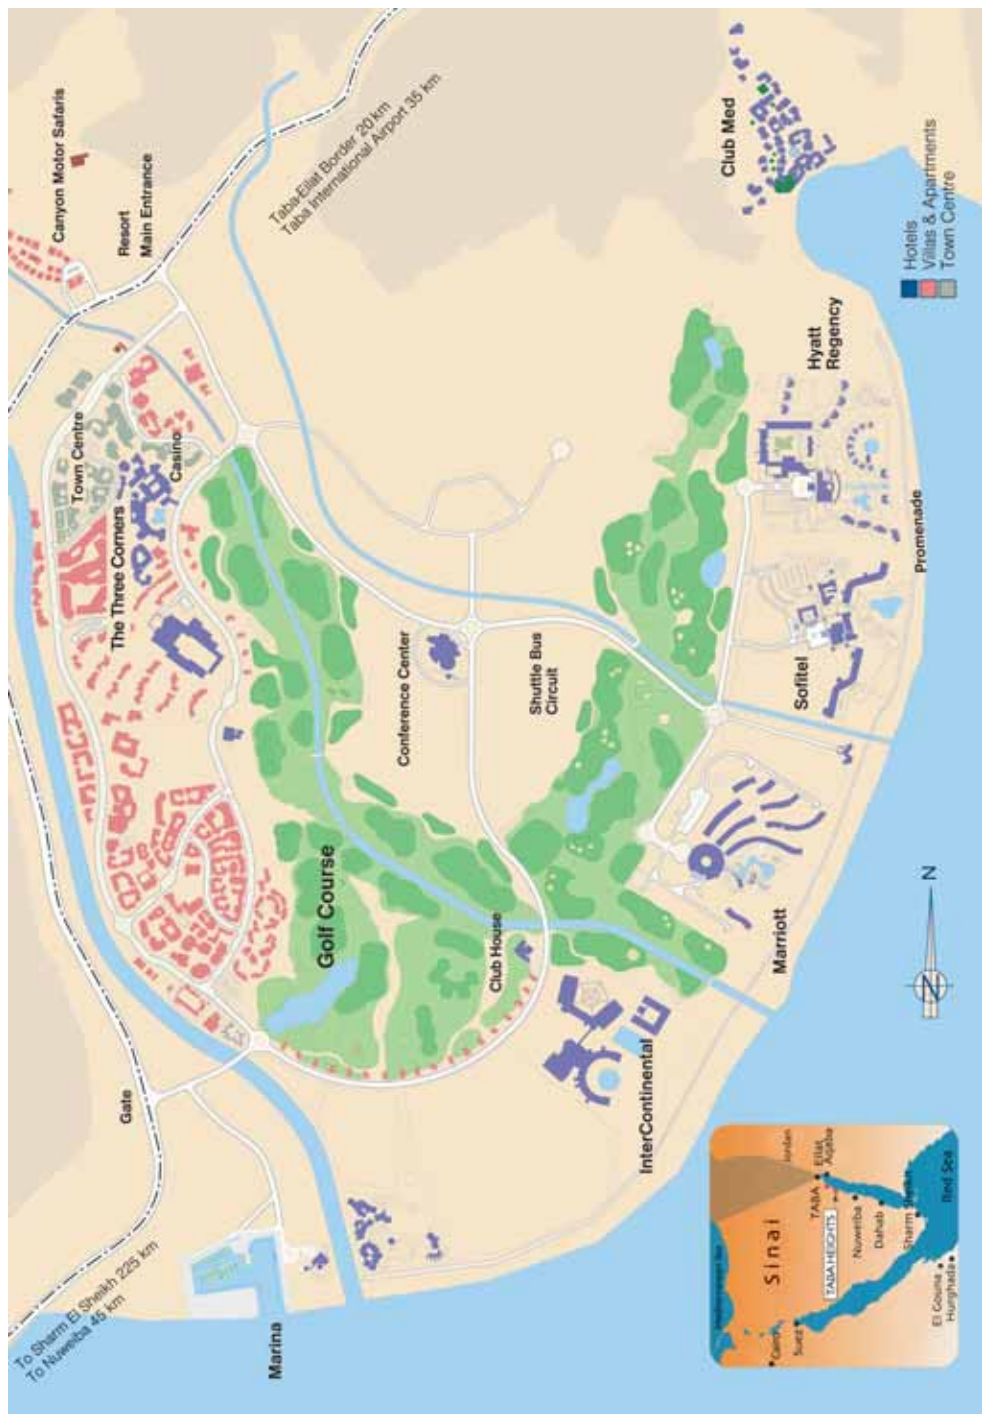 Canyon Motor Safaris
Resort
Main Entrance
Taba-Eilat Border 20 km
Taba International Airport 35 km
Club Med
Hotels
Villas & Apartments
Town Centre
Town Centre
Casino
The Three Corners
Hyatt
Regency
Promenade
Sofitel
Conference Center
Shuttle Bus
Circuit
Golf Course
Club House
Marriott
InterContinental
N
Gate
To Sharm El Sheikh 225 km
To Nuweiba 45 km
Marina
Jordan
Eilat
Aqaba
TABA
TABA HEIGHTS
Sinai
Nuweiba
Dahab
Sharm Sheikh
Red Sea
Cairo
Suez
El Gouna
Hurghada